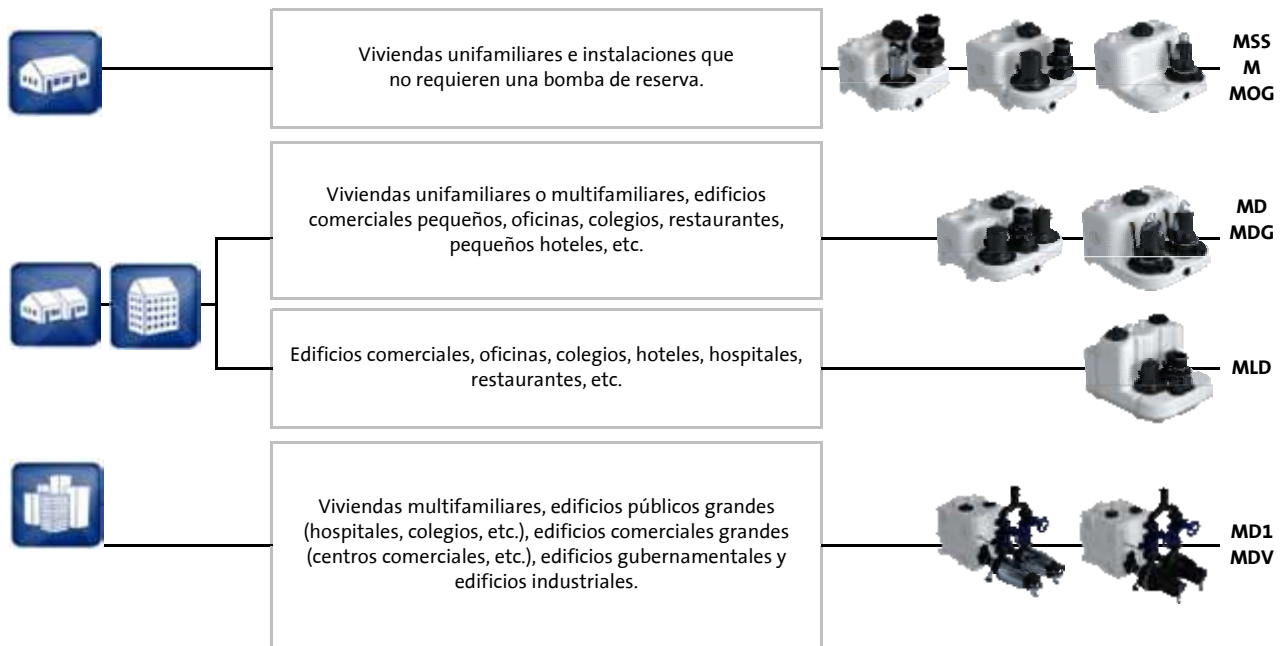 Viviendas unifamiliares e instalaciones que
no requieren una bomba de reserva.
MSS
M
MOG
Viviendas unifamiliares o multifamiliares, edificios
comerciales pequeños, oficinas, colegios, restaurantes,
pequeños hoteles, etc.
MD
MDG
Edificios comerciales, oficinas, colegios, hoteles, hospitales,
restaurantes, etc.
MLD
Viviendas multifamiliares, edificios públicos grandes
(hospitales, colegios, etc.), edificios comerciales grandes
(centros comerciales, etc.), edificios gubernamentales y
edificios industriales.
MD1
MDV